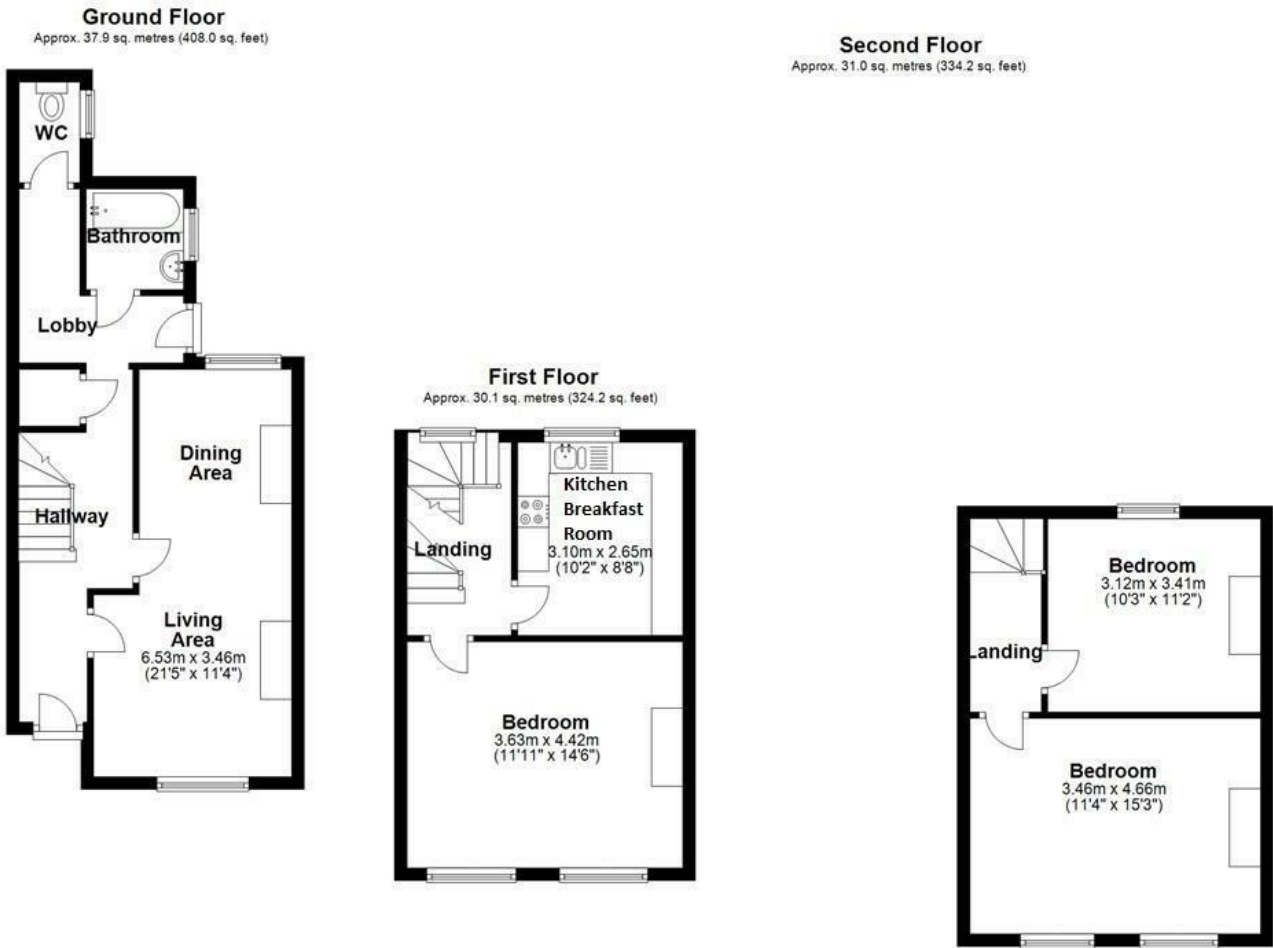 Ground Floor
Approx. 37.9 sq. metres (408.0 sq. feet)
WC
Bathroom
Lobby
Dining
Area
Hallway
Living
Area
6.53m x 3.46m
(21'5" x 11'4")
First Floor
Approx. 30.1 sq. metres (324.2 sq. feet)
Kitchen
Breakfast
Room
3.10m x 2.65m
(10'2" x 8'8")
Landing
Bedroom
3.63m x 4.42m
(11'11" x 14'6")
Second Floor
Approx. 31.0 sq. metres (334.2 sq. feet)
Bedroom
3.12m x 3.41m
(10'3" x 11'2")
Landing
Bedroom
3.46m x 4.66m
(11'4" x 15'3")